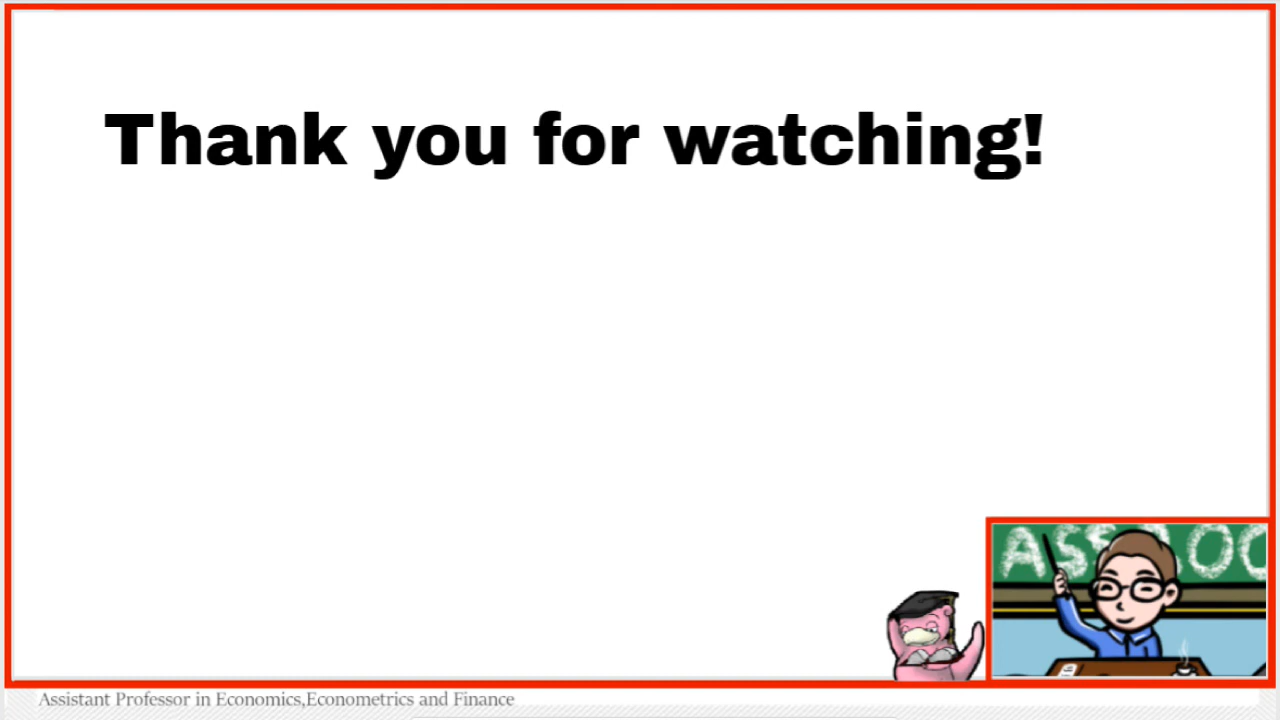 Thank you for watching!
Assistant Professor in Economics,Econometrics and Finance